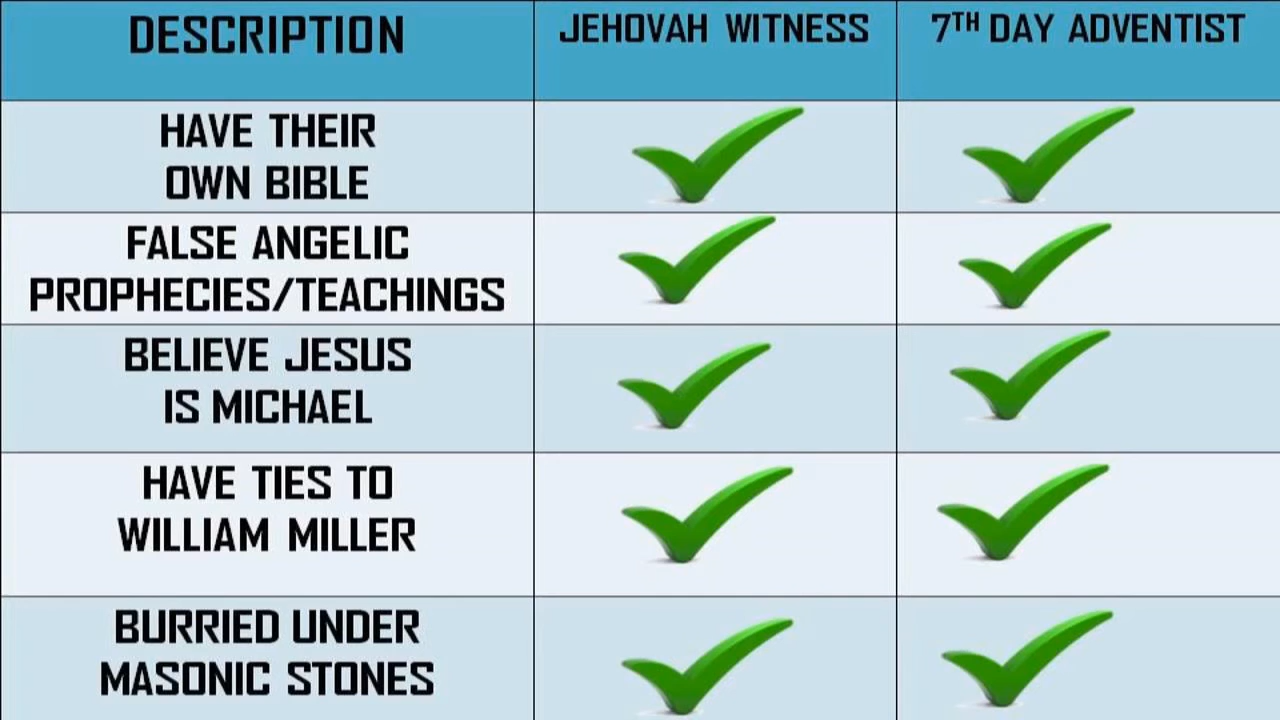 DESCRIPTION
JEHOVAH WITNESS
7TH DAY ADVENTIST
HAVE THEIR
OWN BIBLE
FALSE ANGELIC
PROPHECIES/TEACHINGS
BELIEVE JESUS
IS MICHAEL
HAVE TIES TO
WILLIAM MILLER
BURRIED UNDER
MASONIC STONES